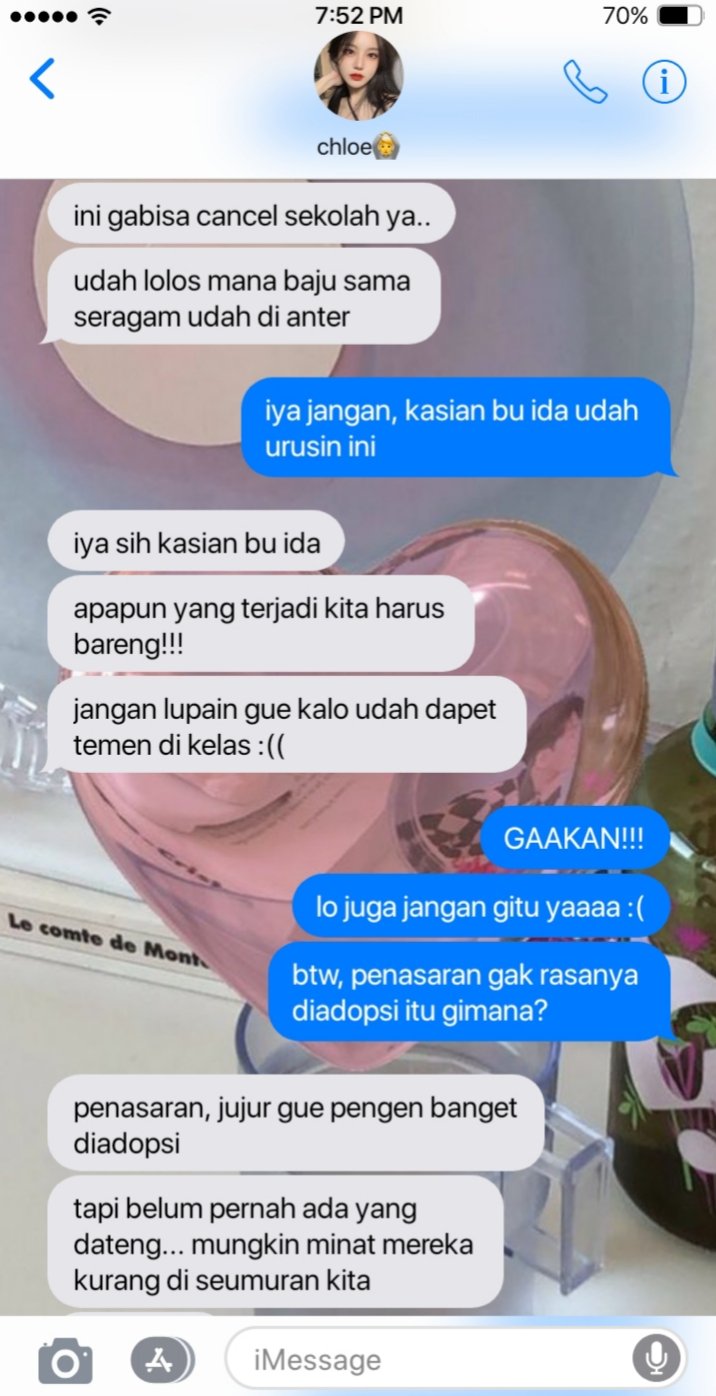 7:52 PM
70%
chloe
ini gabisa cancel sekolah ya..
udah lolos mana baju sama
seragam udah di anter
iya jangan, kasian bu ida udah
urusin ini
iya sih kasian bu ida
apapun yang terjadi kita harus
bareng!!!
jangan lupain gue kalo udah dapet
temen di kelas :((
GAAKAN!!!
lo juga jangan gitu yaaaa :(
Le comte de Monte
btw, penasaran gak rasanya
diadopsi itu gimana?
penasaran, jujur gue pengen banget
diadopsi
tapi belum pernah ada yang
dateng... mungkin minat mereka
kurang di seumuran kita
iMessage